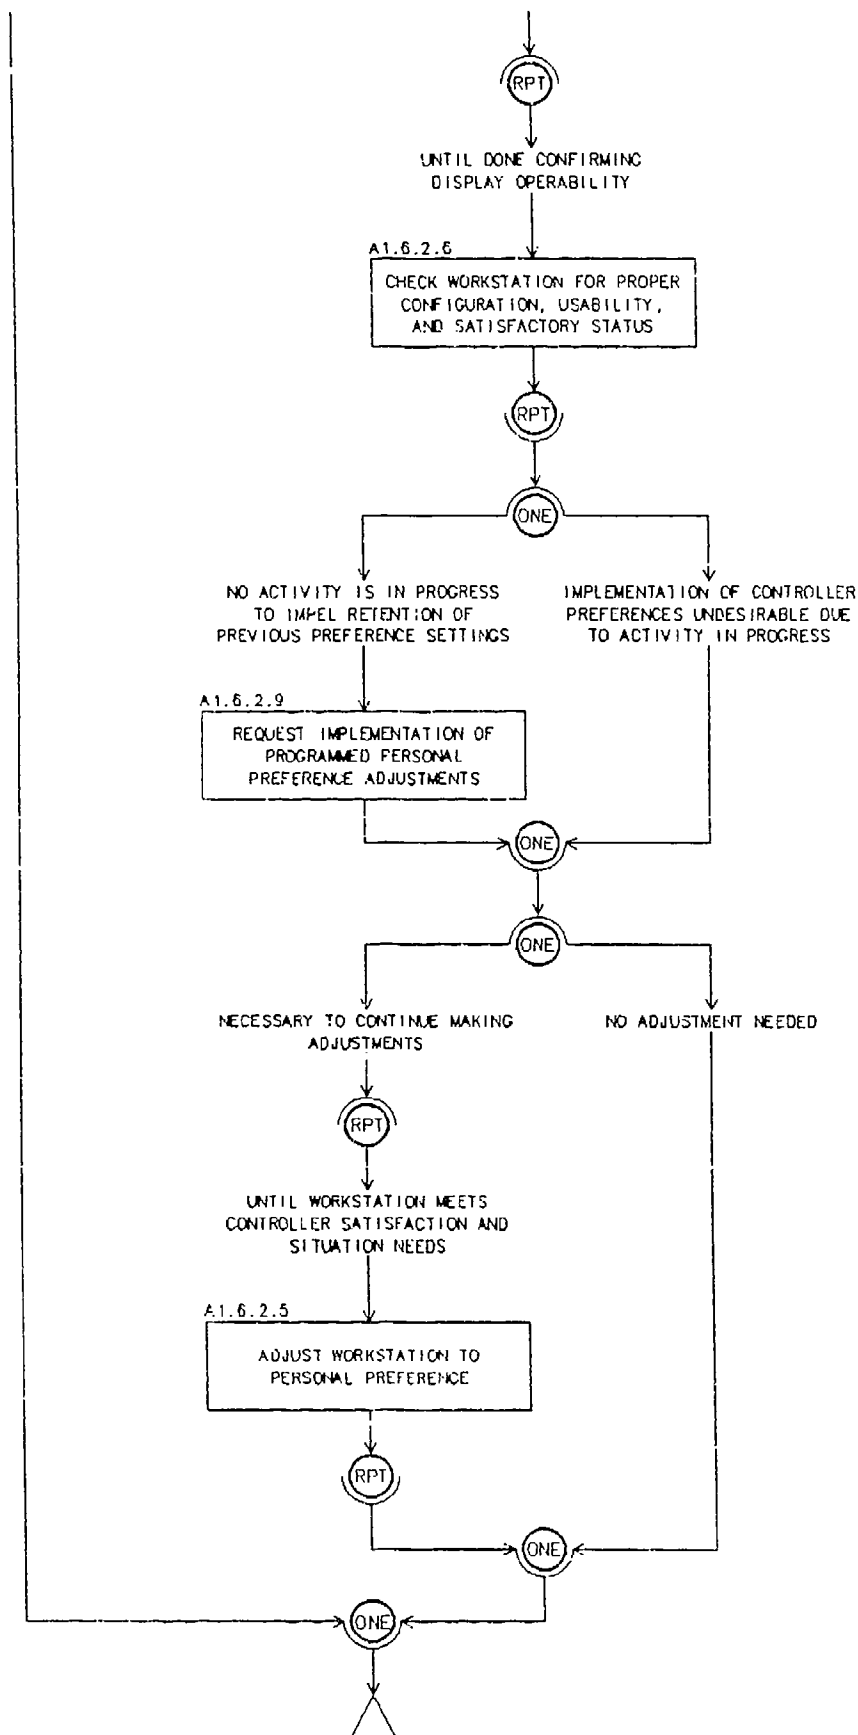 RPT
UNTIL DONE CONFIRMING
DISPLAY OPERABILITY
A1.6.2.6
CHECK WORKSTATION FOR PROPER
CONFIGURATION, USABILITY,
AND SATISFACTORY STATUS
RPT
ONE
NO ACTIVITY IS IN PROGRESS
TO IMPEL RETENTION OF
PREVIOUS PREFERENCE SETTINGS
IMPLEMENTATION OF CONTROLLER
PREFERENCES UNDESIRABLE DUE
TO ACTIVITY IN PROGRESS
A1.6.2.9
REQUEST IMPLEMENTATION OF
PROGRAMMED PERSONAL
PREFERENCE ADJUSTMENTS
ONE
ONE
NECESSARY TO CONTINUE MAKING
ADJUSTMENTS
NO ADJUSTMENT NEEDED
RPT
UNTIL WORKSTATION MEETS
CONTROLLER SATISFACTION AND
SITUATION NEEDS
A1.6.2.5
ADJUST WORKSTATION TO
PERSONAL PREFERENCE
RPT
ONE
ONE